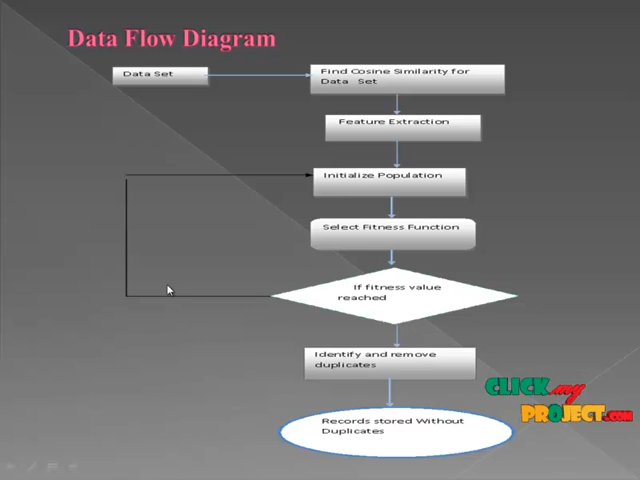 Data Flow Diagram
Data Set
Find Cosine Similarity for
Data Set
Feature Extraction
Initialize Population
Select Fitness Function
If fitness value
reached
Identify and remove
duplicates
Records stored Without
Duplicates
CLICK.my
PROJECT.com